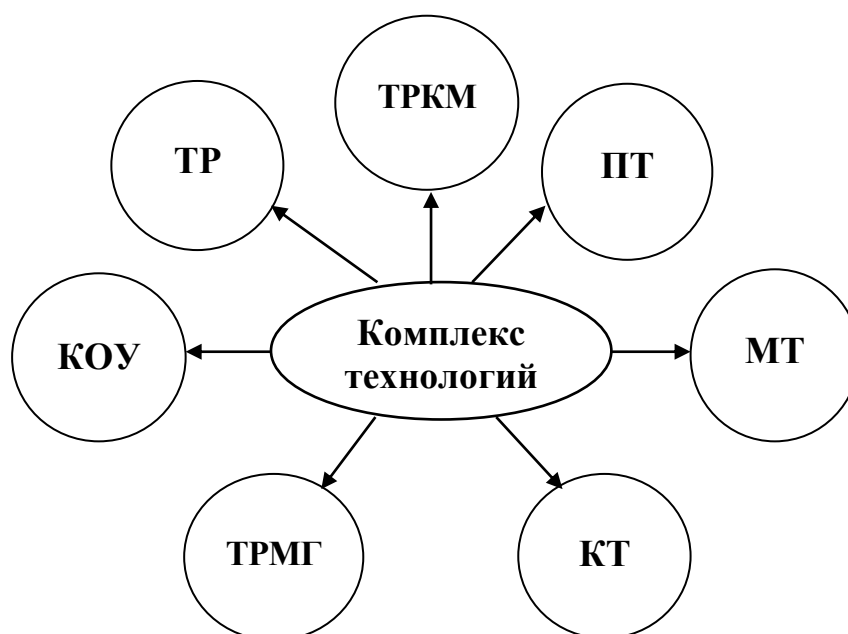 ТРКМ
ТР
ПТ
КОУ
Комплекс
технологий
МТ
ТРМГ
КТ